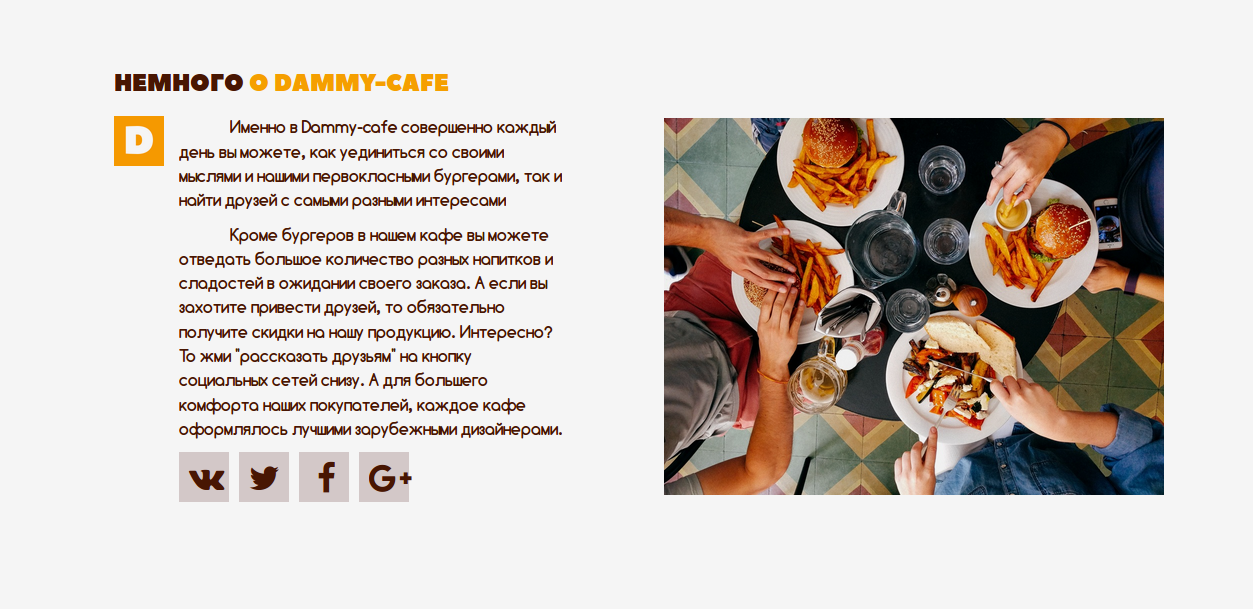 НЕМНОГО О DAMMY-CAFE
D
Именно в Dammy-cafe совершенно каждый
день вы можете, как уединиться со своими
мыслями и нашими первокласными бургерами, так и
найти друзей с самыми разными интересами
Кроме бургеров в нашем кафе вы можете
отведать большое количество разных напитков и
сладостей в ожидании своего заказа. А если вы
захотите привести друзей, то обязательно
получите скидки на нашу продукцию. Интересно?
То жми "рассказать друзьям" на кнопку
социальных сетей снизу. А для большего
комфорта наших покупателей, каждое кафе
оформлялось лучшими зарубежными дизайнерами.